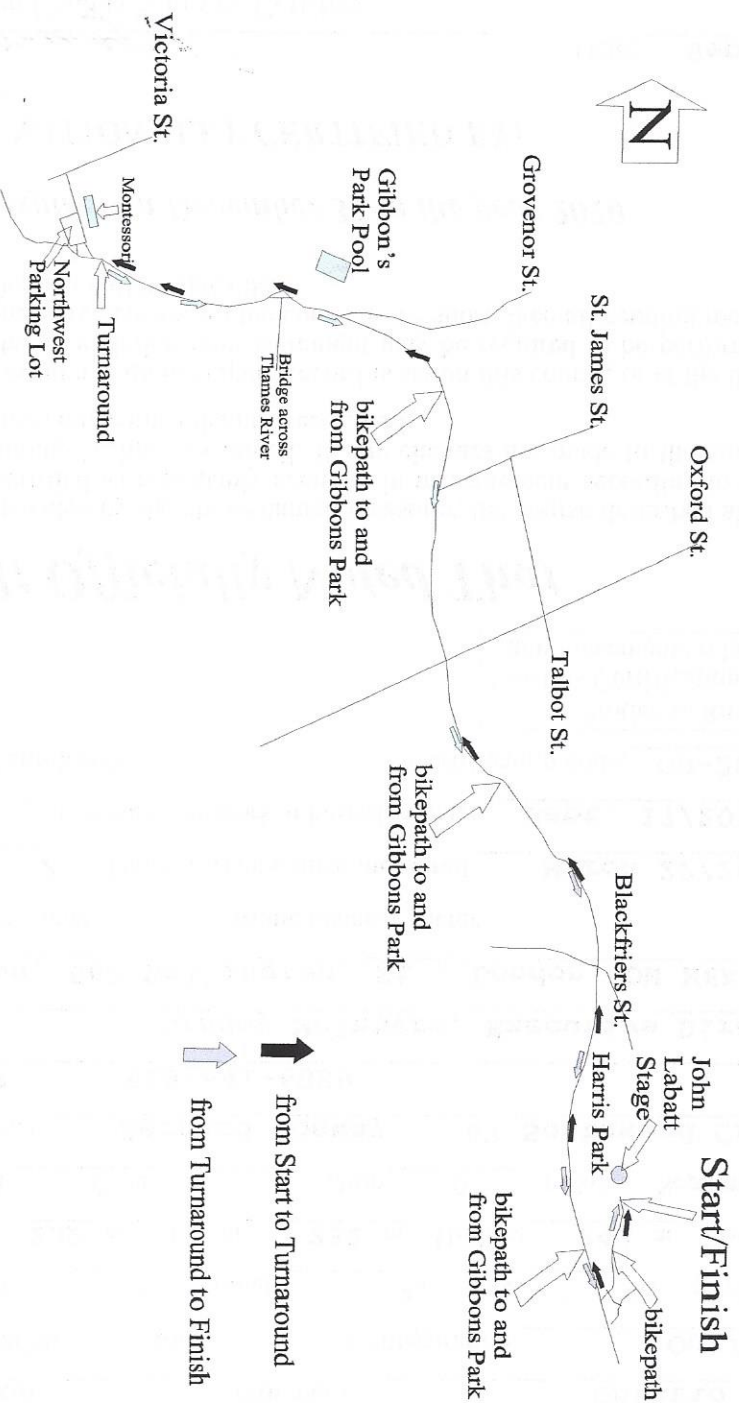 Start/Finish
John
Labatt
Stage
bikepath
Oxford St.
Blackfriers St
Harris Park
St. James St.
Talbot St.
Grovenor St.
N
bikepath to and
from Gibbons Park
bikepath to and
from Gibbons Park
bikepath to and
from Gibbons Park
Gibbon's
Park Pool
Bridge across
Thames River
from Start to Turnaround
from Turnaround to Finish
Victoria St.
Montessori
Turnaround
Northwest
Parking Lot